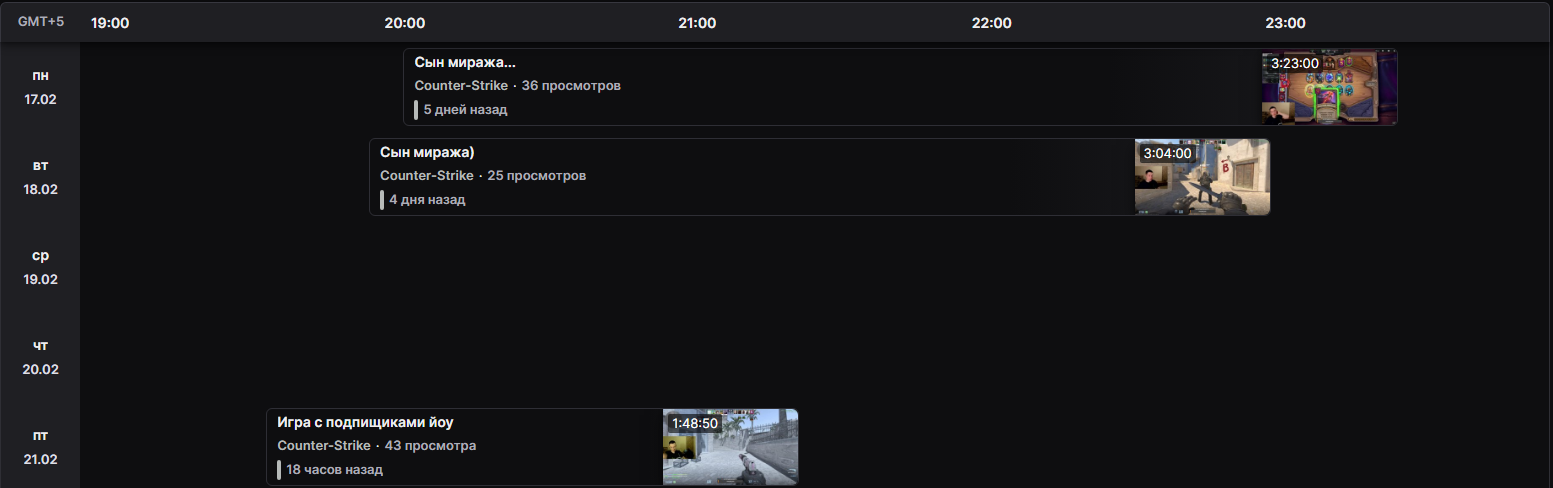 GMT+5 19:00 20:00 21:00 22:00 23:00
пн
17.02
Сын миража...
Counter-Strike · 36 просмотров
5 дней назад
3:23:00
вт
18.02
Сын миража)
Counter-Strike · 25 просмотров
4 дня назад
3:04:00
ср
19.02
чт
20.02
пт
21.02
Игра с подпищиками йоу
Counter-Strike · 43 просмотра
18 часов назад
1:48:50